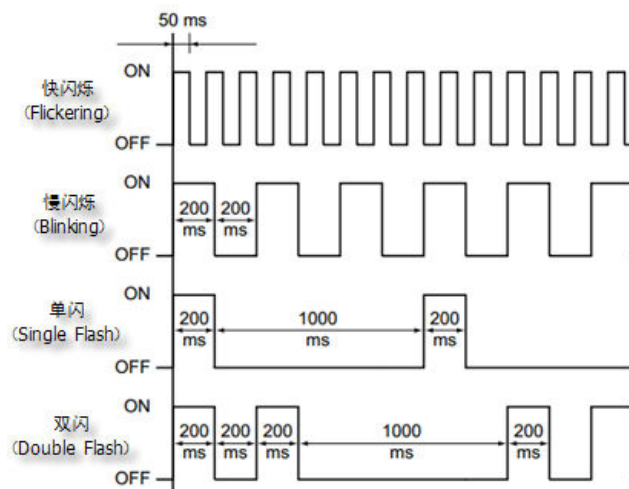 50 ms
快闪烁
(Flickering)
ON
OFF
慢闪烁
(Blinking)
ON
OFF
200
ms
200
ms
单闪
(Single Flash)
ON
OFF
200
ms
1000
ms
200
ms
双闪
(Double Flash)
ON
OFF
200
ms
200
ms
200
ms
1000
ms
200
ms